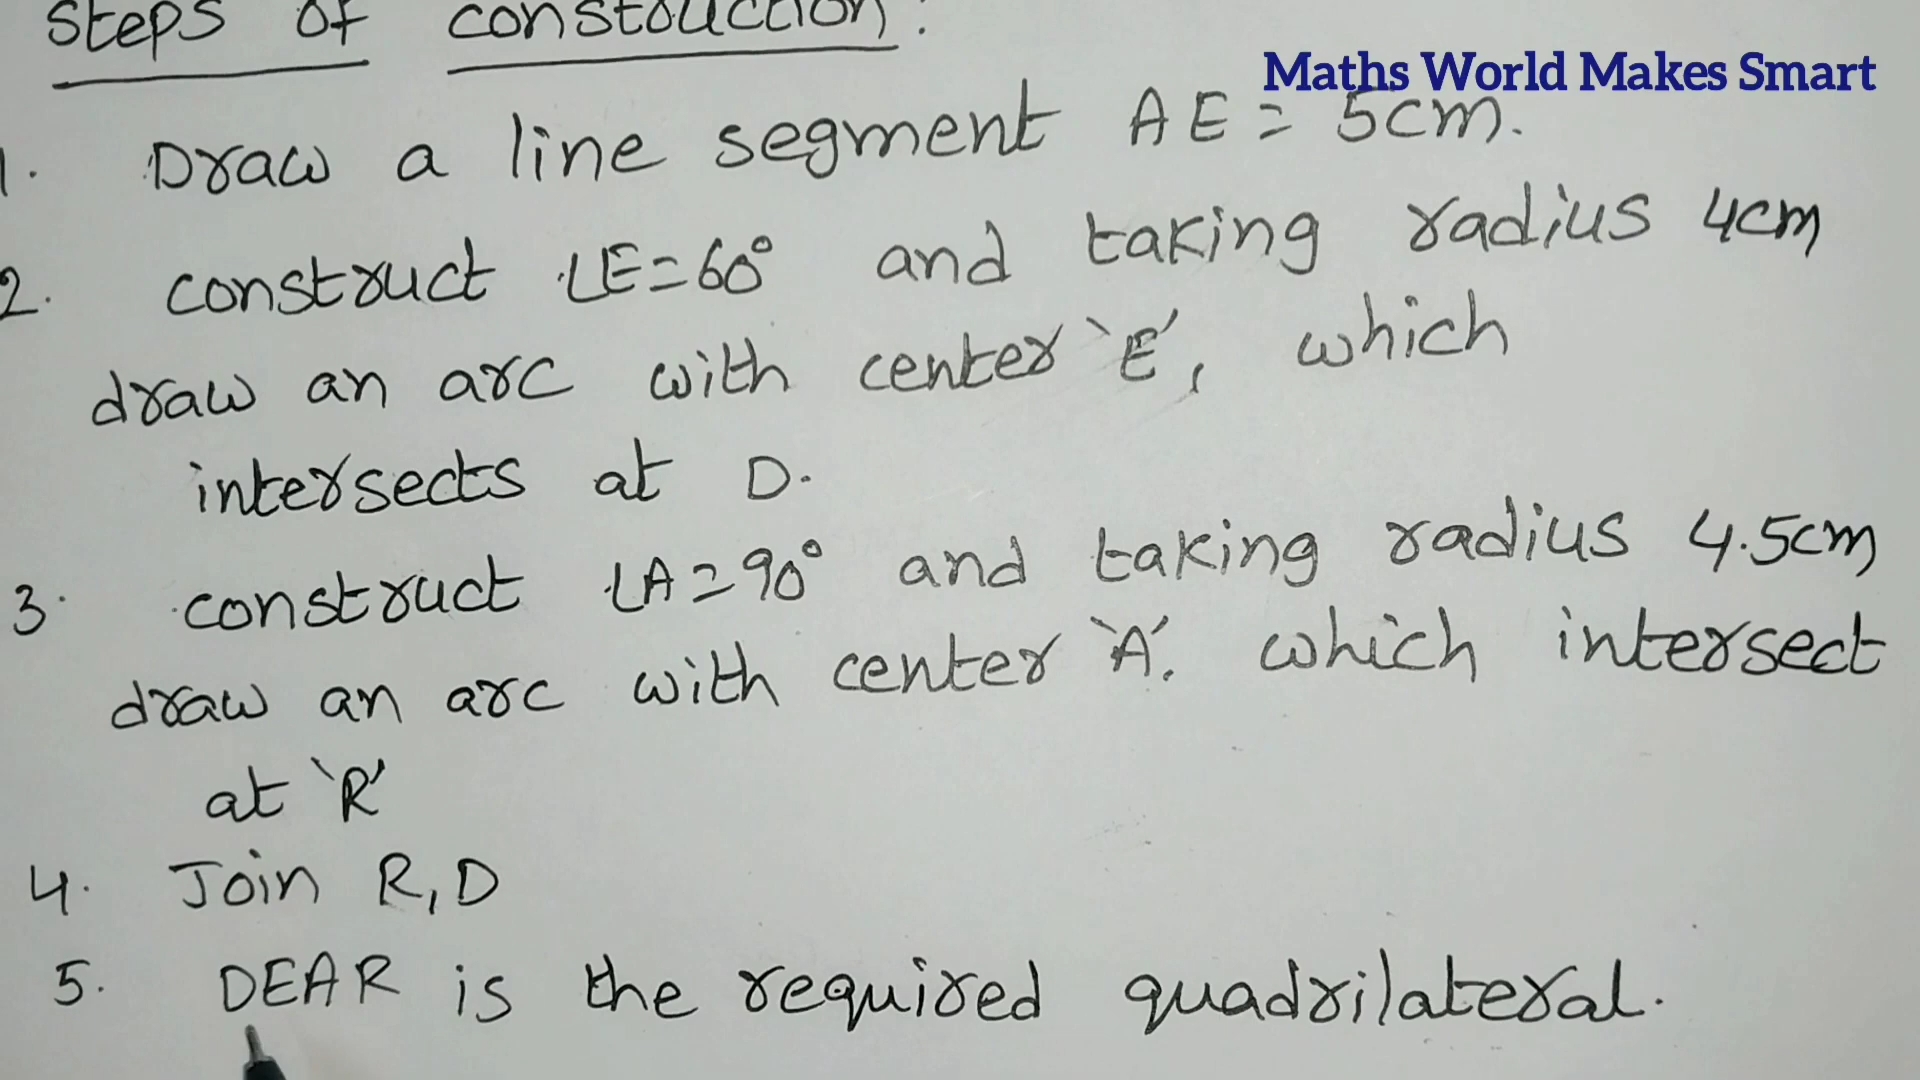 Steps of construction:
Maths World Makes Smart
1. Draw a line segment AE = 5cm.
2. construct ∠E=60° and taking radius 4cm
draw an arc with center 'E', which
intersects at D.
3. construct ∠A=90° and taking radius 4.5cm
draw an arc with center 'A'. which intersect
at 'R'
4. Join R,D
5. DEAR is the required quadrilateral.